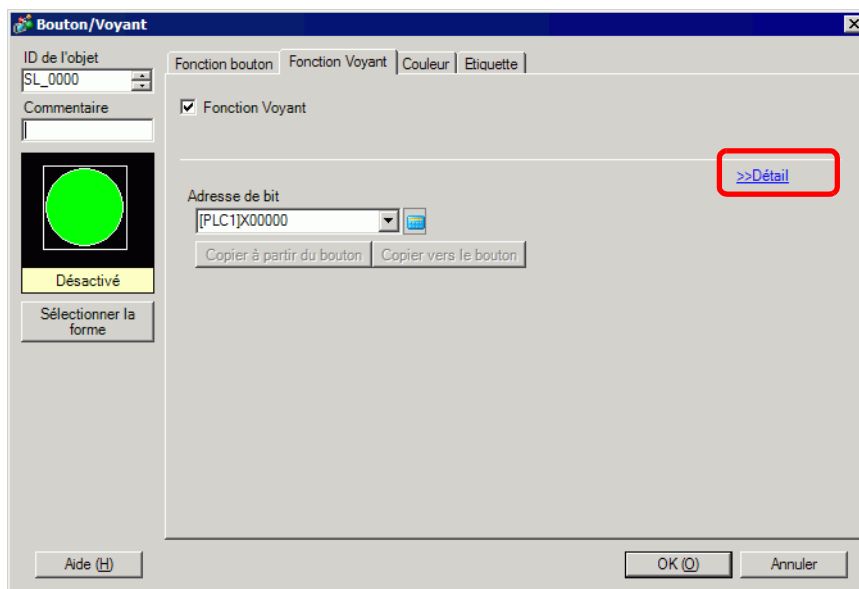 Bouton/Voyant
ID de l'objet
SL_0000
Commentaire
Désactivé
Sélectionner la
forme
Fonction bouton
Fonction Voyant
Couleur
Etiquette
Fonction Voyant
>>Détail
Adresse de bit
[PLC1]X00000
Copier à partir du bouton
Copier vers le bouton
Aide (H)
OK (O)
Annuler